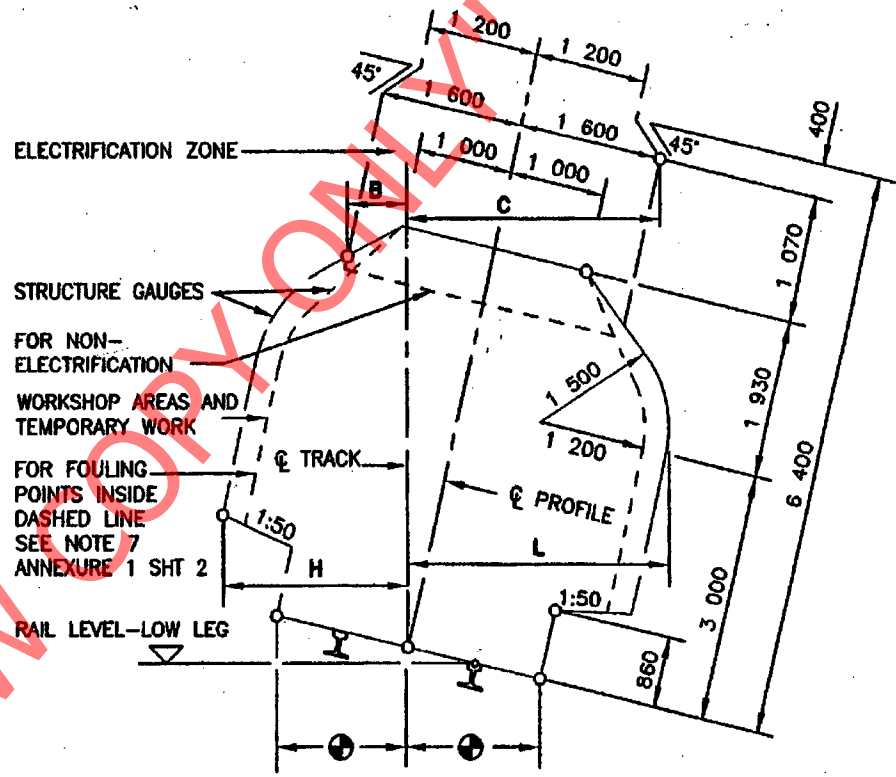 1 200
1 200
45°
1 600
1 600
45°
400
ELECTRIFICATION ZONE
1 000
1 000
B
C
1 070
STRUCTURE GAUGES
FOR NON-
ELECTRIFICATION
1 500
1 930
WORKSHOP AREAS AND
TEMPORARY WORK
1 200
6 400
℄ TRACK
FOR FOULING
POINTS INSIDE
DASHED LINE
SEE NOTE 7
ANNEXURE 1 SHT 2
℄ PROFILE
1:50
H
L
1:50
3 000
RAIL LEVEL-LOW LEG
860
W COPY ONLY"